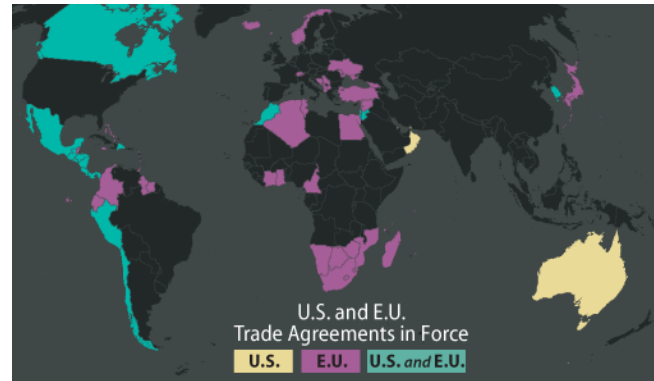 U.S. and E.U.
Trade Agreements in Force
U.S. E.U. U.S. and E.U.